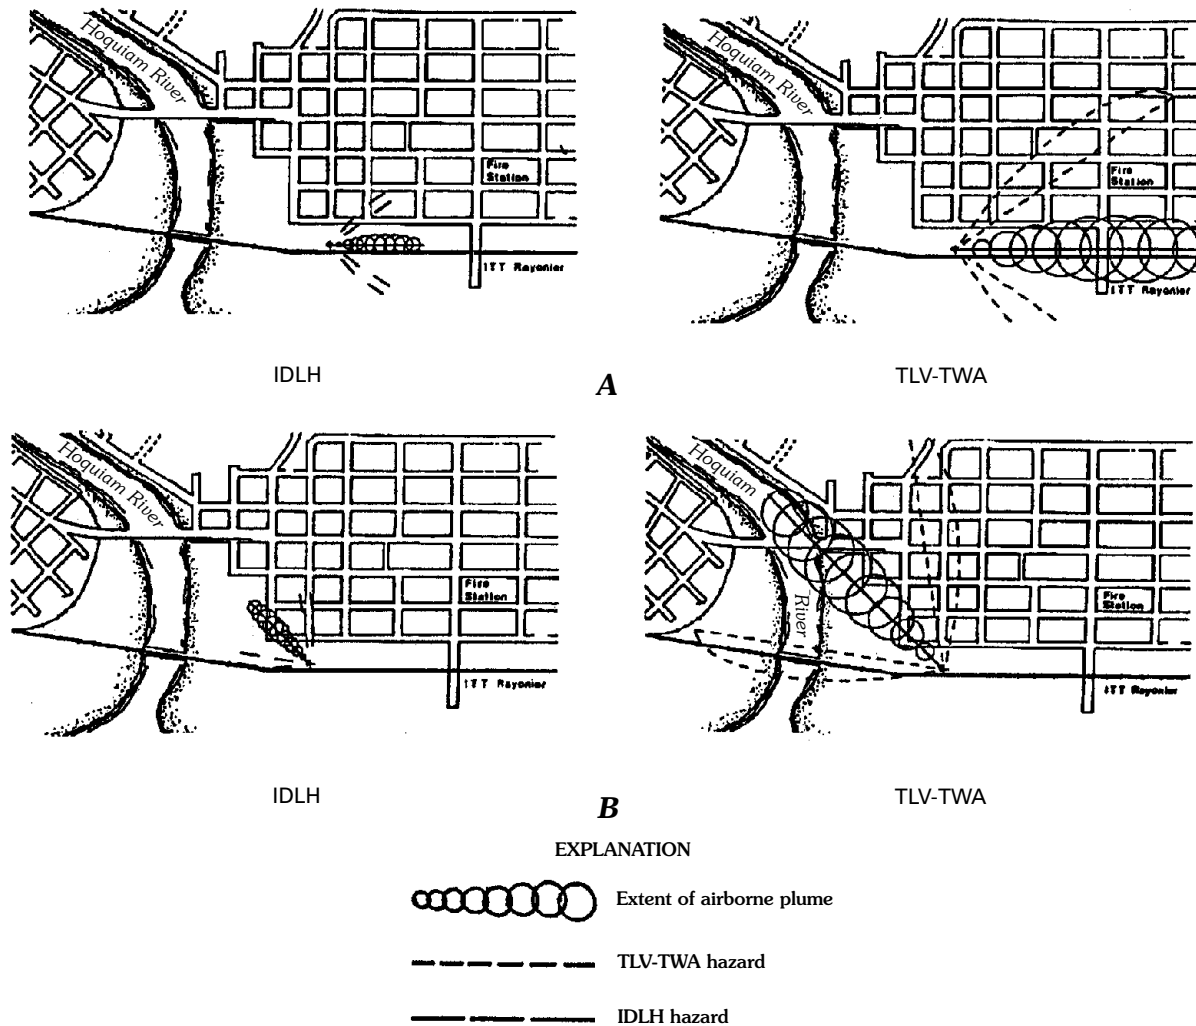 Hoquiam River
Fire
Station
ITT Rayonier
IDLH
Hoquiam River
Fire
Station
ITT Rayonier
TLV-TWA
A
Hoquiam River
Fire
Station
ITT Rayonier
IDLH
Hoquiam
River
Fire
Station
ITT Rayonier
TLV-TWA
B
EXPLANATION
Extent of airborne plume
TLV-TWA hazard
IDLH hazard